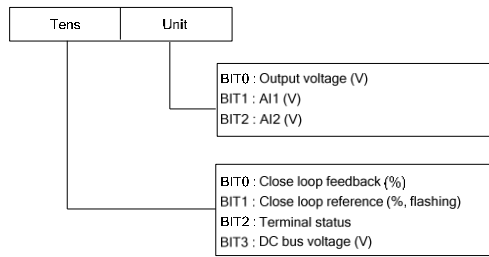 Tens Unit
BIT0 : Output voltage (V)
BIT1 : AI1 (V)
BIT2 : AI2 (V)
BIT0 : Close loop feedback (%)
BIT1 : Close loop reference (%, flashing)
BIT2 : Terminal status
BIT3 : DC bus voltage (V)